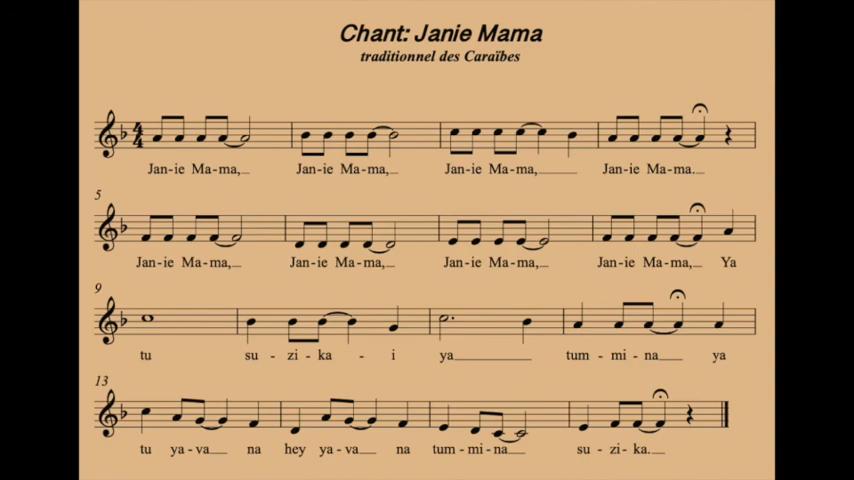 Chant: Janie Mama
traditionnel des Caraïbes
4
4
Jan-ie Ma-ma, Jan-ie Ma-ma, Jan-ie Ma-ma, Jan-ie Ma-ma.
5
Jan-ie Ma-ma, Jan-ie Ma-ma, Jan-ie Ma-ma, Jan-ie Ma-ma, Ya
9
tu su - zi - ka - i ya tum - mi - na ya
13
tu ya-va na hey ya-va na tum-mi-na su - zi-ka.